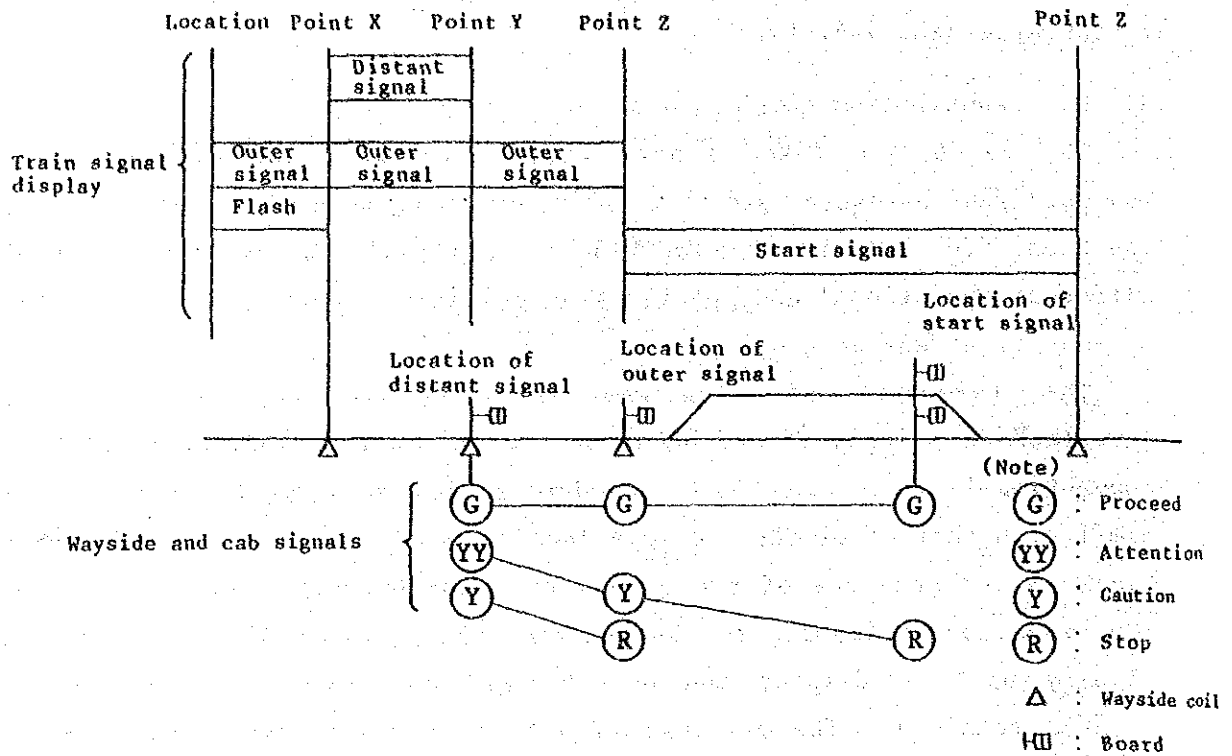 Location Point X Point Y Point Z Point Z
Distant
signal
Train signal
display
Outer
signal
Outer
signal
Outer
signal
Flash
Start signal
Location of
start signal
Location of
distant signal
Location of
outer signal
(Note)
Wayside and cab signals
G G G G : Proceed
YY YY : Attention
Y Y Y : Caution
R R R : Stop
Δ : Wayside coil
: Board